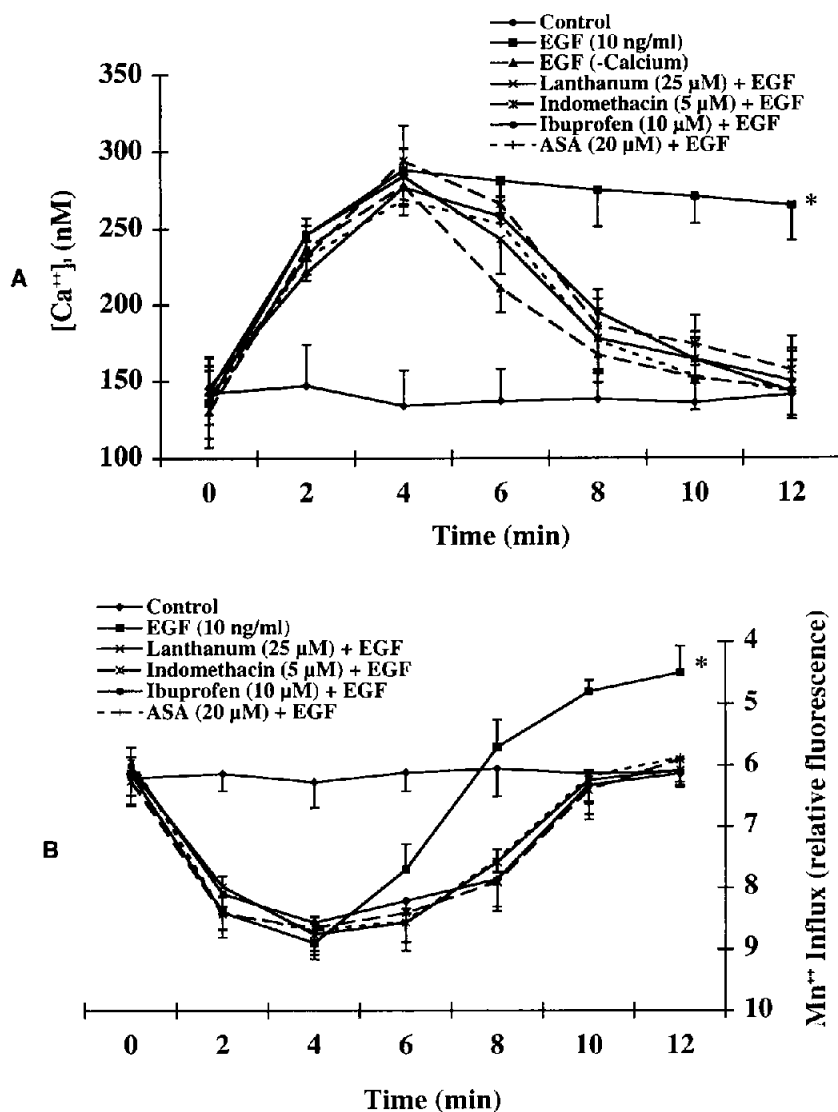 Control
EGF (10 ng/ml)
EGF (-Calcium)
Lanthanum (25 µM) + EGF
Indomethacin (5 µM) + EGF
Ibuprofen (10 µM) + EGF
ASA (20 µM) + EGF
350
300
250
200
150
100
A
[Ca++]i (nM)
*
0 2 4 6 8 10 12
Time (min)
Control
EGF (10 ng/ml)
Lanthanum (25 µM) + EGF
Indomethacin (5 µM) + EGF
Ibuprofen (10 µM) + EGF
ASA (20 µM) + EGF
B
*
4
5
6
7
8
9
10
Mn++ Influx (relative fluorescence)
0 2 4 6 8 10 12
Time (min)